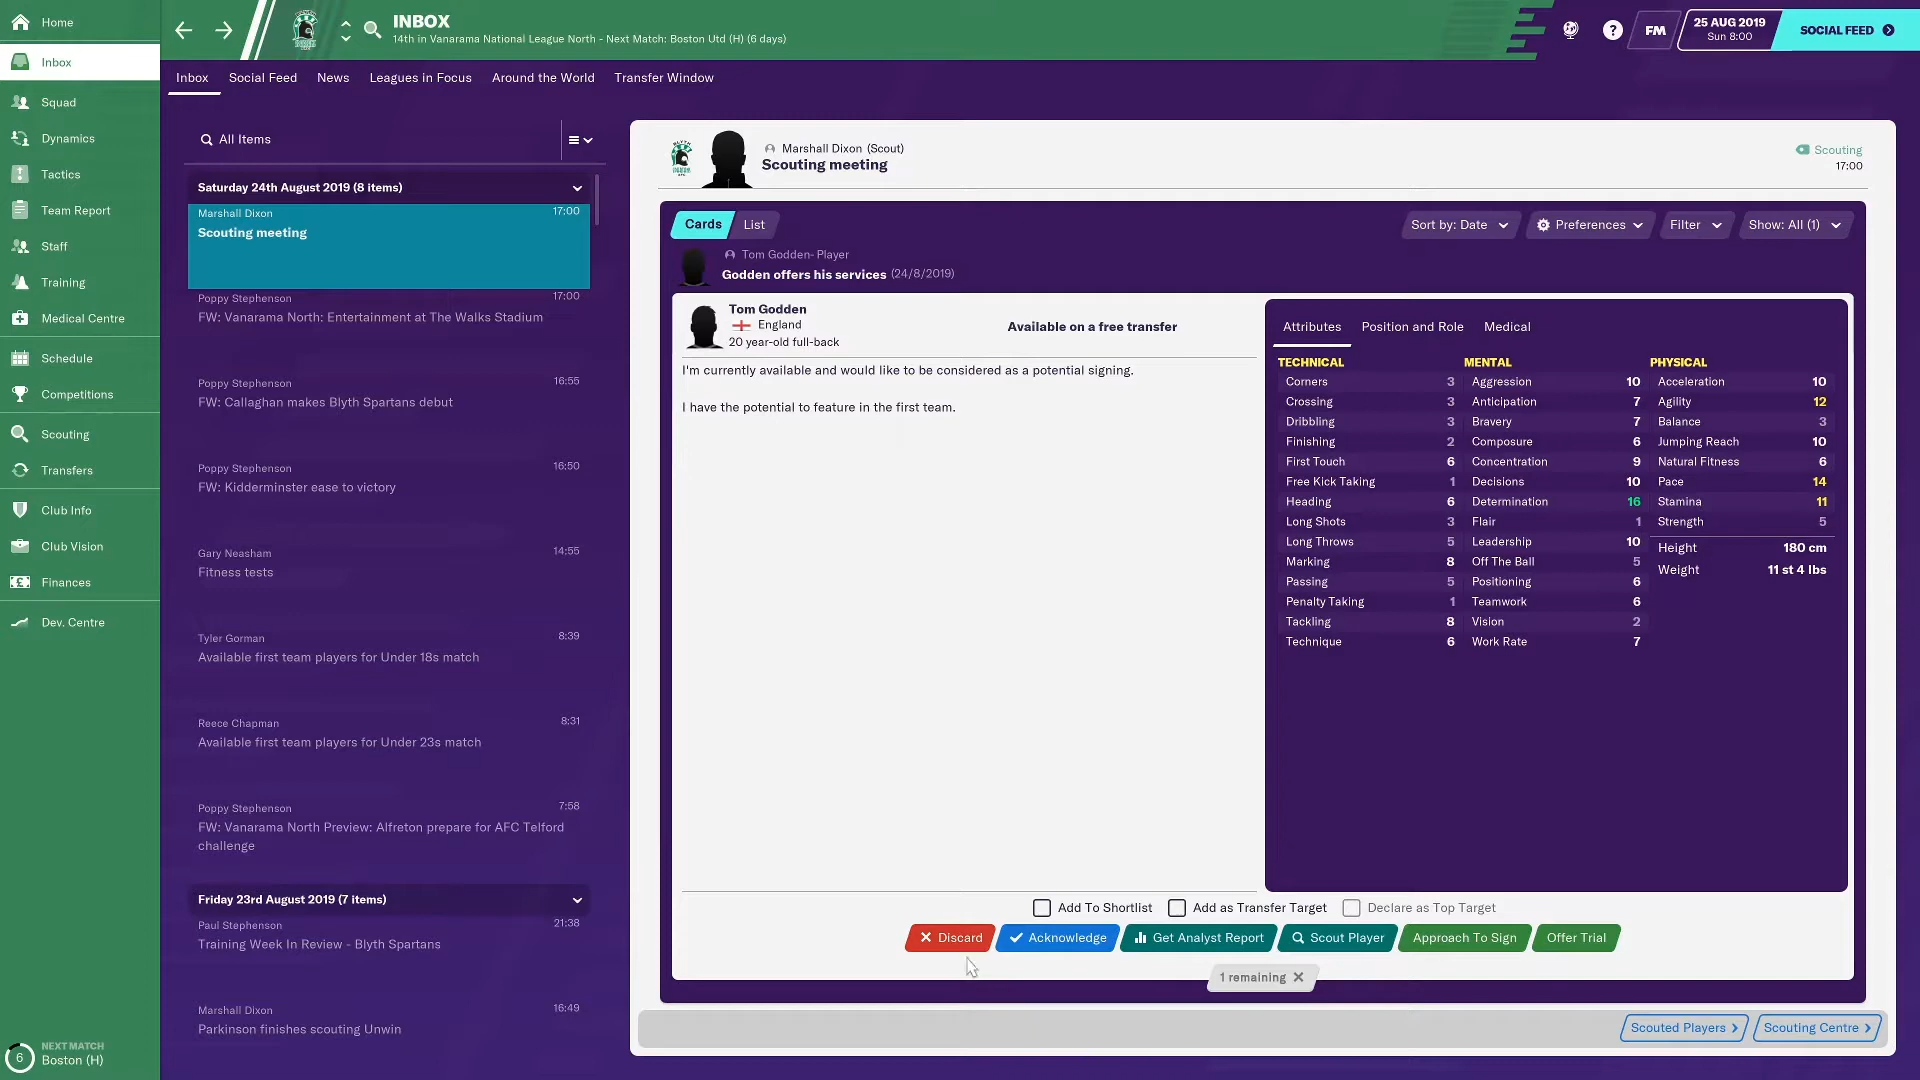 Home
Inbox
Squad
Dynamics
Tactics
Team Report
Staff
Training
Medical Centre
Schedule
Competitions
Scouting
Transfers
Club Info
Club Vision
Finances
Dev. Centre
6
NEXT MATCH
Boston (H)
INBOX
14th in Vanarama National League North - Next Match: Boston Utd (H) (6 days)
?
FM
25 AUG 2019
Sun 8:00
SOCIAL FEED
Inbox Social Feed News Leagues in Focus Around the World Transfer Window
All Items
Saturday 24th August 2019 (8 items)
Marshall Dixon 17:00
Scouting meeting
Poppy Stephenson 17:00
FW: Vanarama North: Entertainment at The Walks Stadium
Poppy Stephenson 16:55
FW: Callaghan makes Blyth Spartans debut
Poppy Stephenson 16:50
FW: Kidderminster ease to victory
Gary Neasham 14:55
Fitness tests
Tyler Gorman 8:39
Available first team players for Under 18s match
Reece Chapman 8:31
Available first team players for Under 23s match
Poppy Stephenson 7:58
FW: Vanarama North Preview: Alfreton prepare for AFC Telford
challenge
Friday 23rd August 2019 (7 items)
Paul Stephenson 21:38
Training Week In Review - Blyth Spartans
Marshall Dixon 16:49
Parkinson finishes scouting Unwin
Marshall Dixon (Scout)
Scouting meeting
Scouting
17:00
Cards List
Sort by: Date Preferences Filter Show: All (1)
Tom Godden- Player
Godden offers his services (24/8/2019)
Tom Godden
England
20 year-old full-back
Available on a free transfer
I'm currently available and would like to be considered as a potential signing.
I have the potential to feature in the first team.
Attributes Position and Role Medical
TECHNICAL
Corners 3
Crossing 3
Dribbling 3
Finishing 2
First Touch 6
Free Kick Taking 1
Heading 6
Long Shots 3
Long Throws 5
Marking 8
Passing 5
Penalty Taking 1
Tackling 8
Technique 6
MENTAL
Aggression 10
Anticipation 7
Bravery 7
Composure 6
Concentration 9
Decisions 10
Determination 16
Flair 1
Leadership 10
Off The Ball 5
Positioning 6
Teamwork 6
Vision 2
Work Rate 7
PHYSICAL
Acceleration 10
Agility 12
Balance 3
Jumping Reach 10
Natural Fitness 6
Pace 14
Stamina 11
Strength 5
Height 180 cm
Weight 11 st 4 lbs
Add To Shortlist Add as Transfer Target Declare as Top Target
Discard Acknowledge Get Analyst Report Scout Player Approach To Sign Offer Trial
1 remaining
Scouted Players Scouting Centre